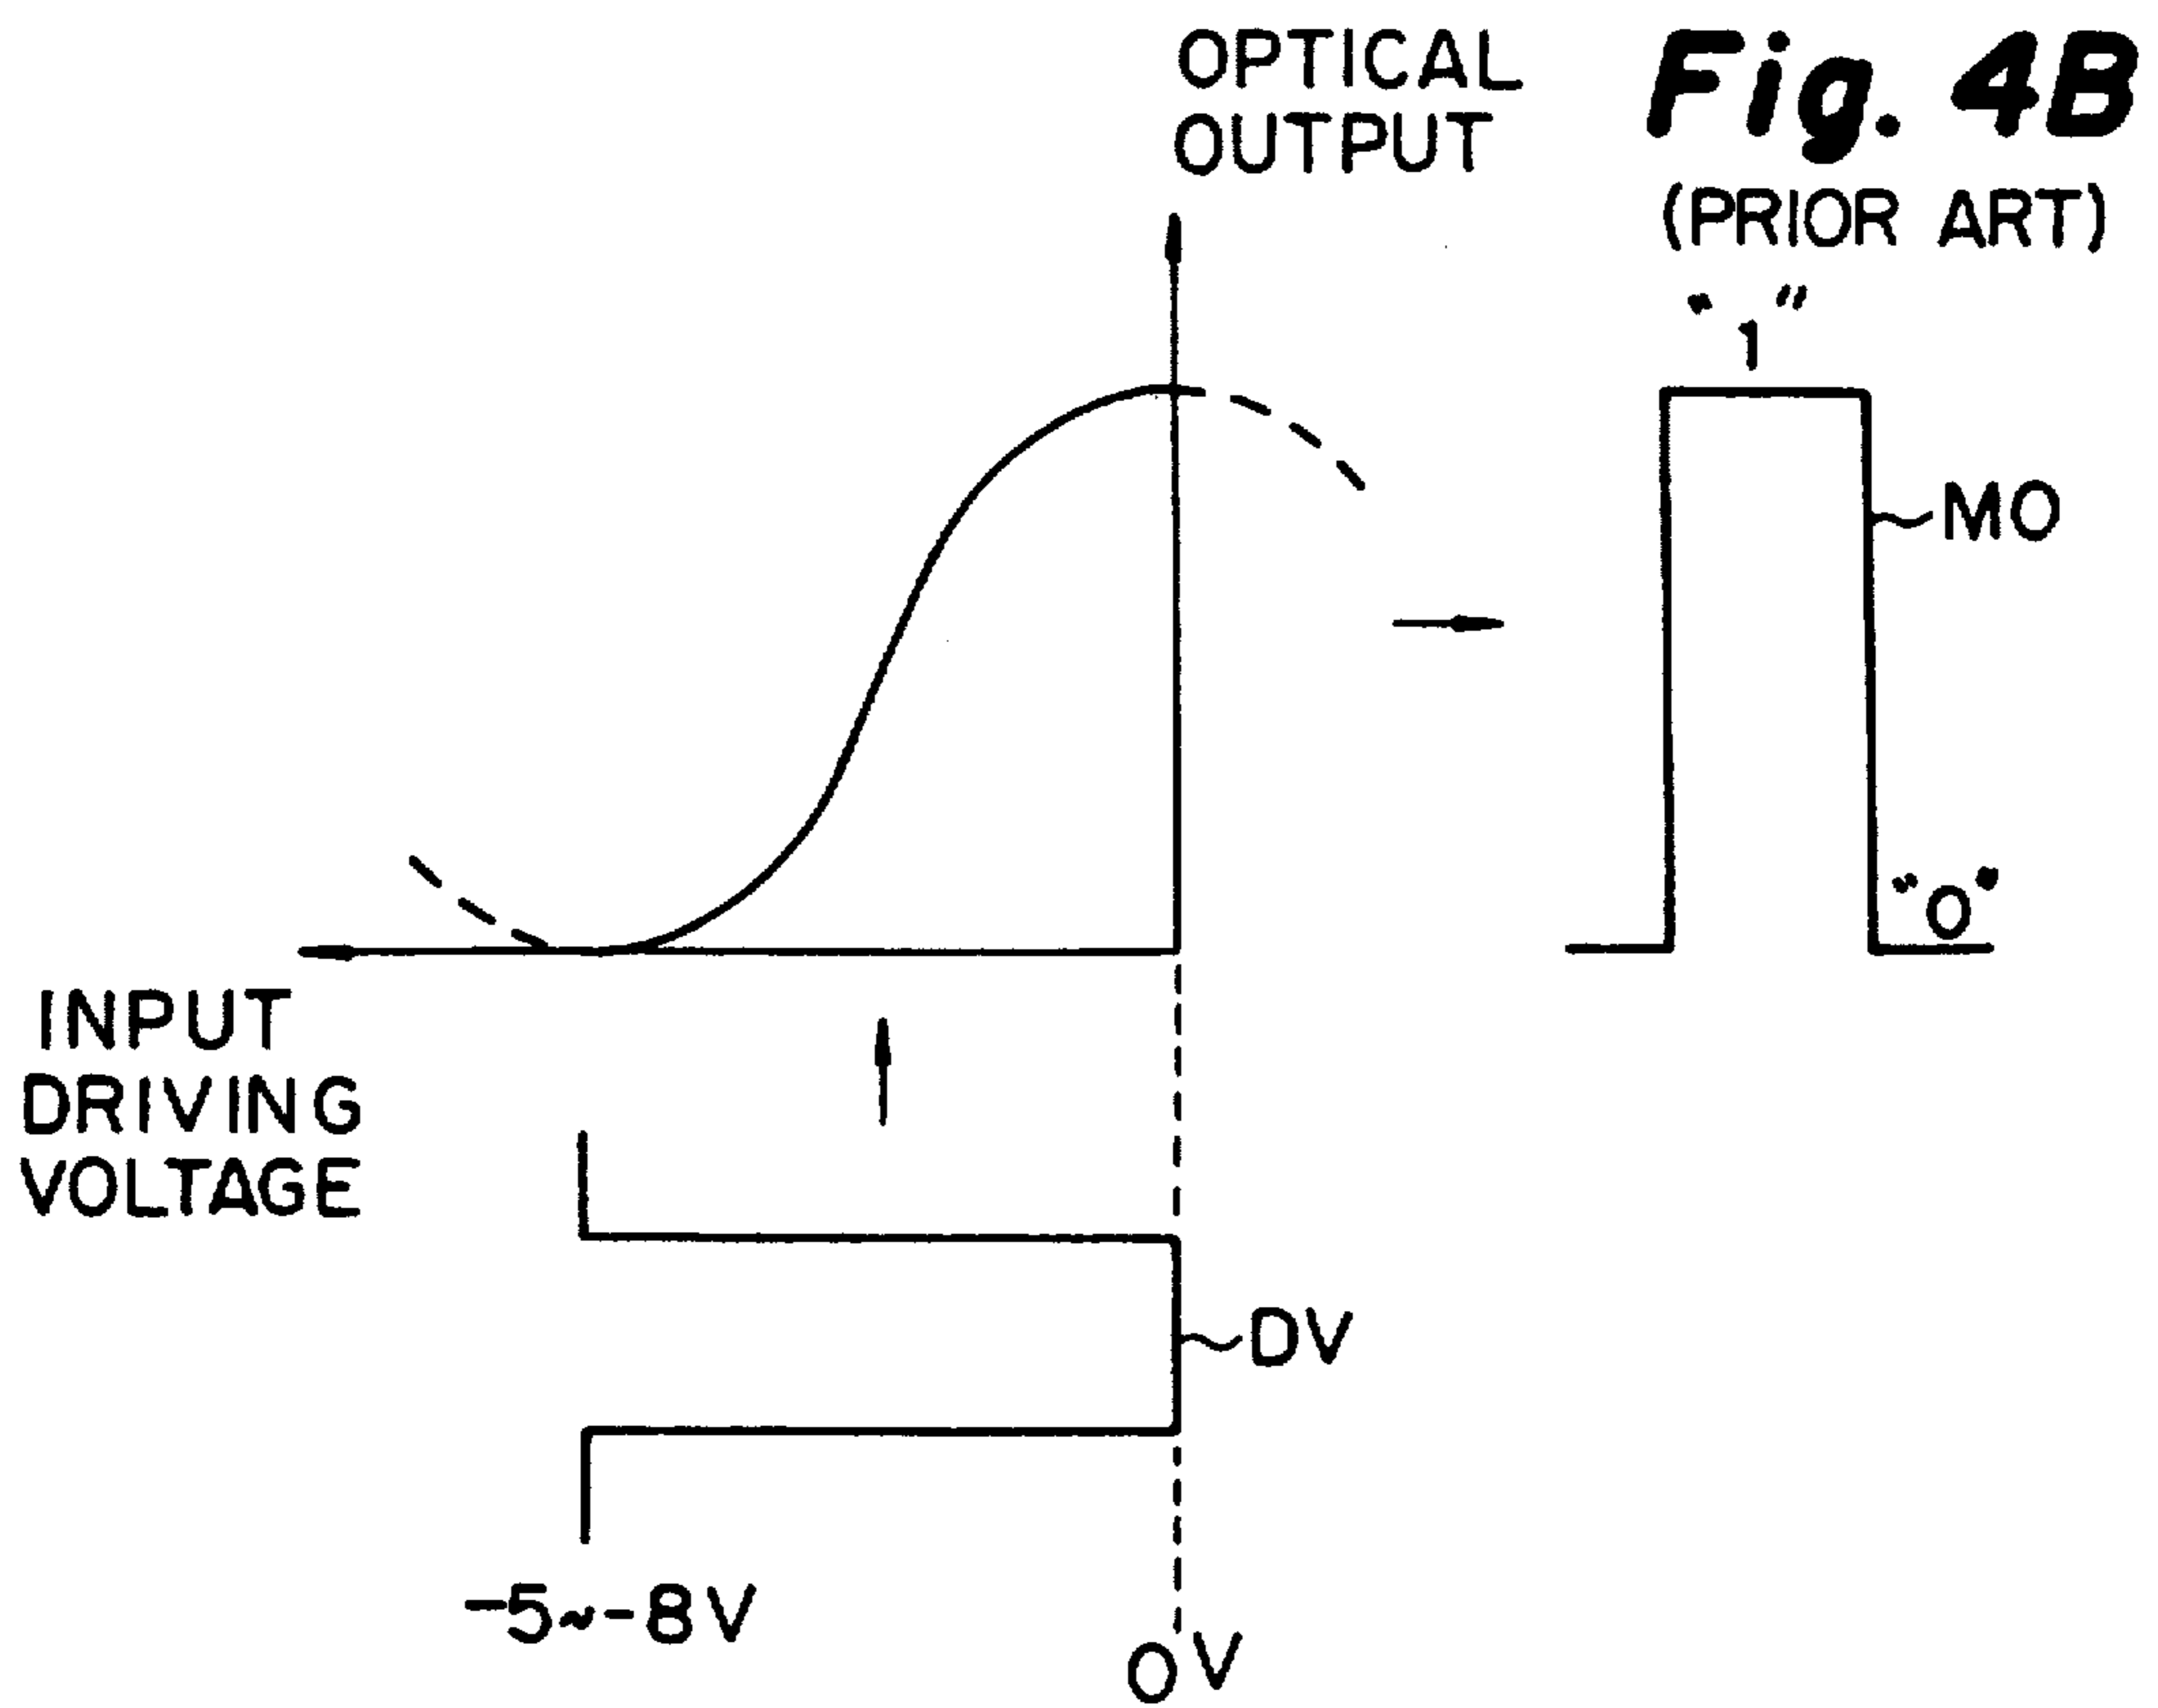 OPTICAL
OUTPUT
Fig. 4B
(PRIOR ART)
"1"
MO
"0"
INPUT
DRIVING
VOLTAGE
DV
-5~-8V
0V